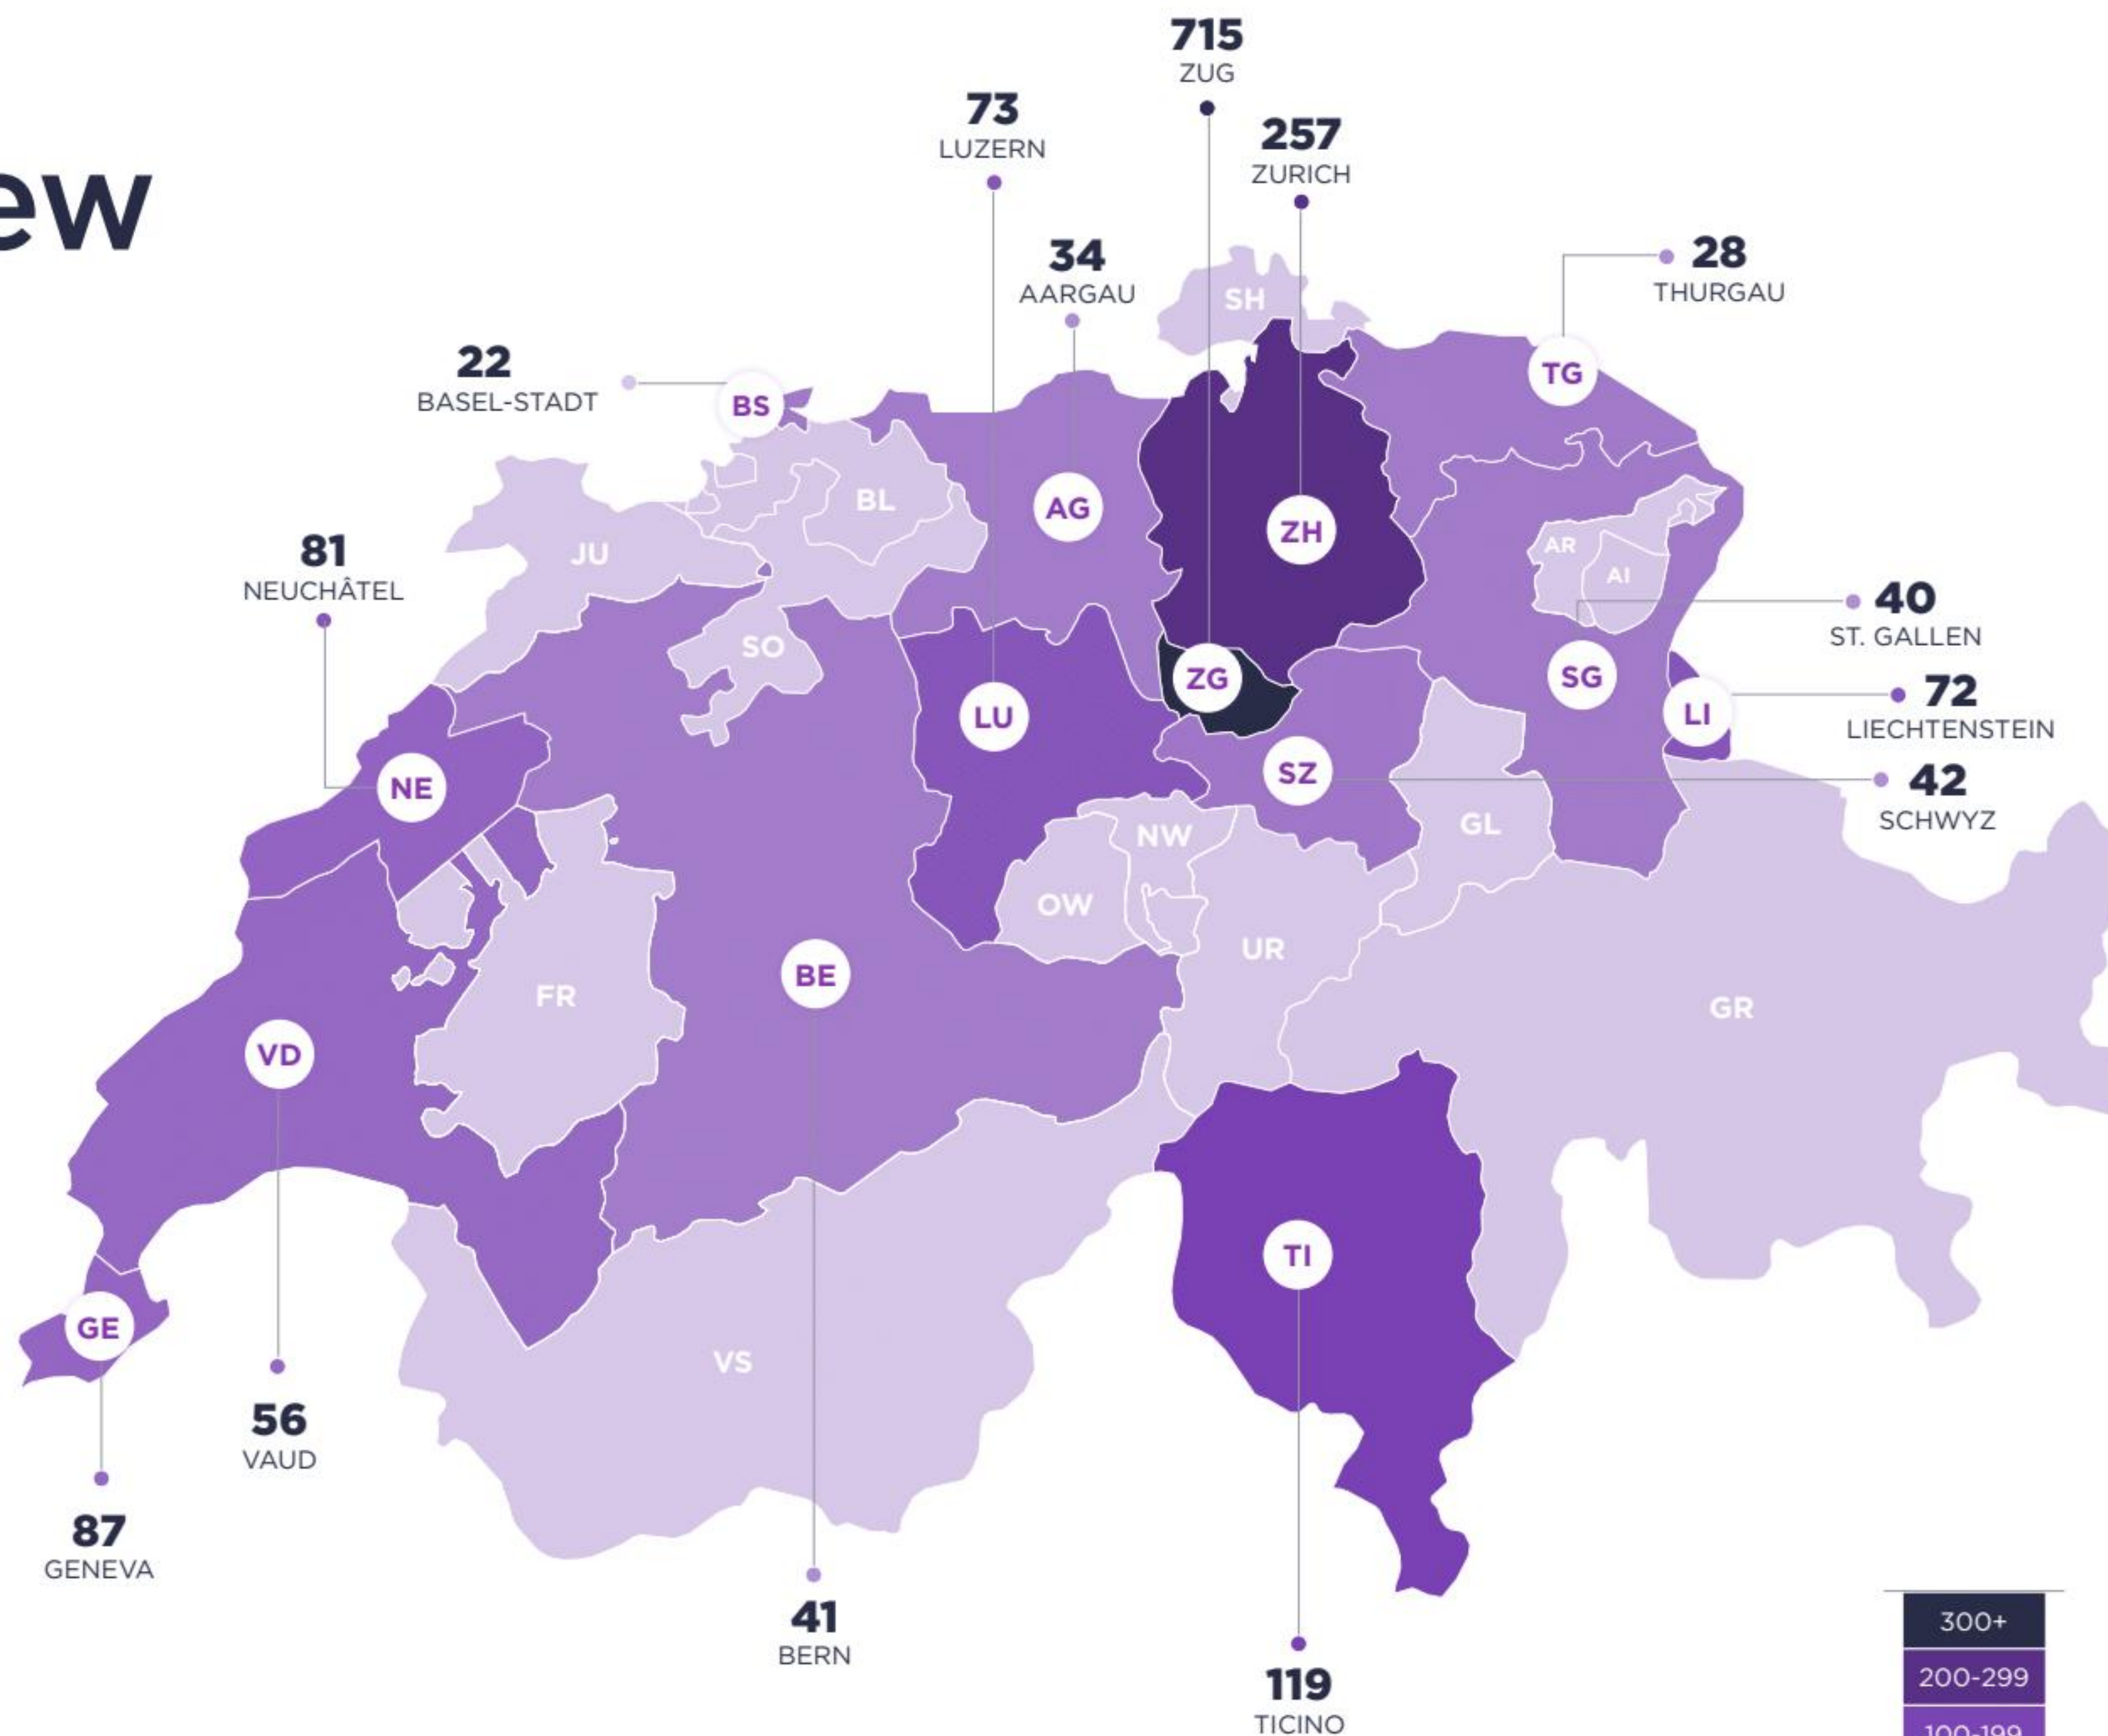 ew
715
ZUG
73
LUZERN
257
ZURICH
34
AARGAU
28
THURGAU
22
BASEL-STADT
SH
TG
BS
BL
AG
ZH
81
NEUCHÂTEL
JU
AR
AI
40
ST. GALLEN
SO
ZG
SG
LU
LI
72
LIECHTENSTEIN
NE
SZ
42
SCHWYZ
NW
GL
OW
UR
FR
BE
GR
VD
TI
GE
VS
56
VAUD
87
GENEVA
41
BERN
119
TICINO
300+
200-299
100-199